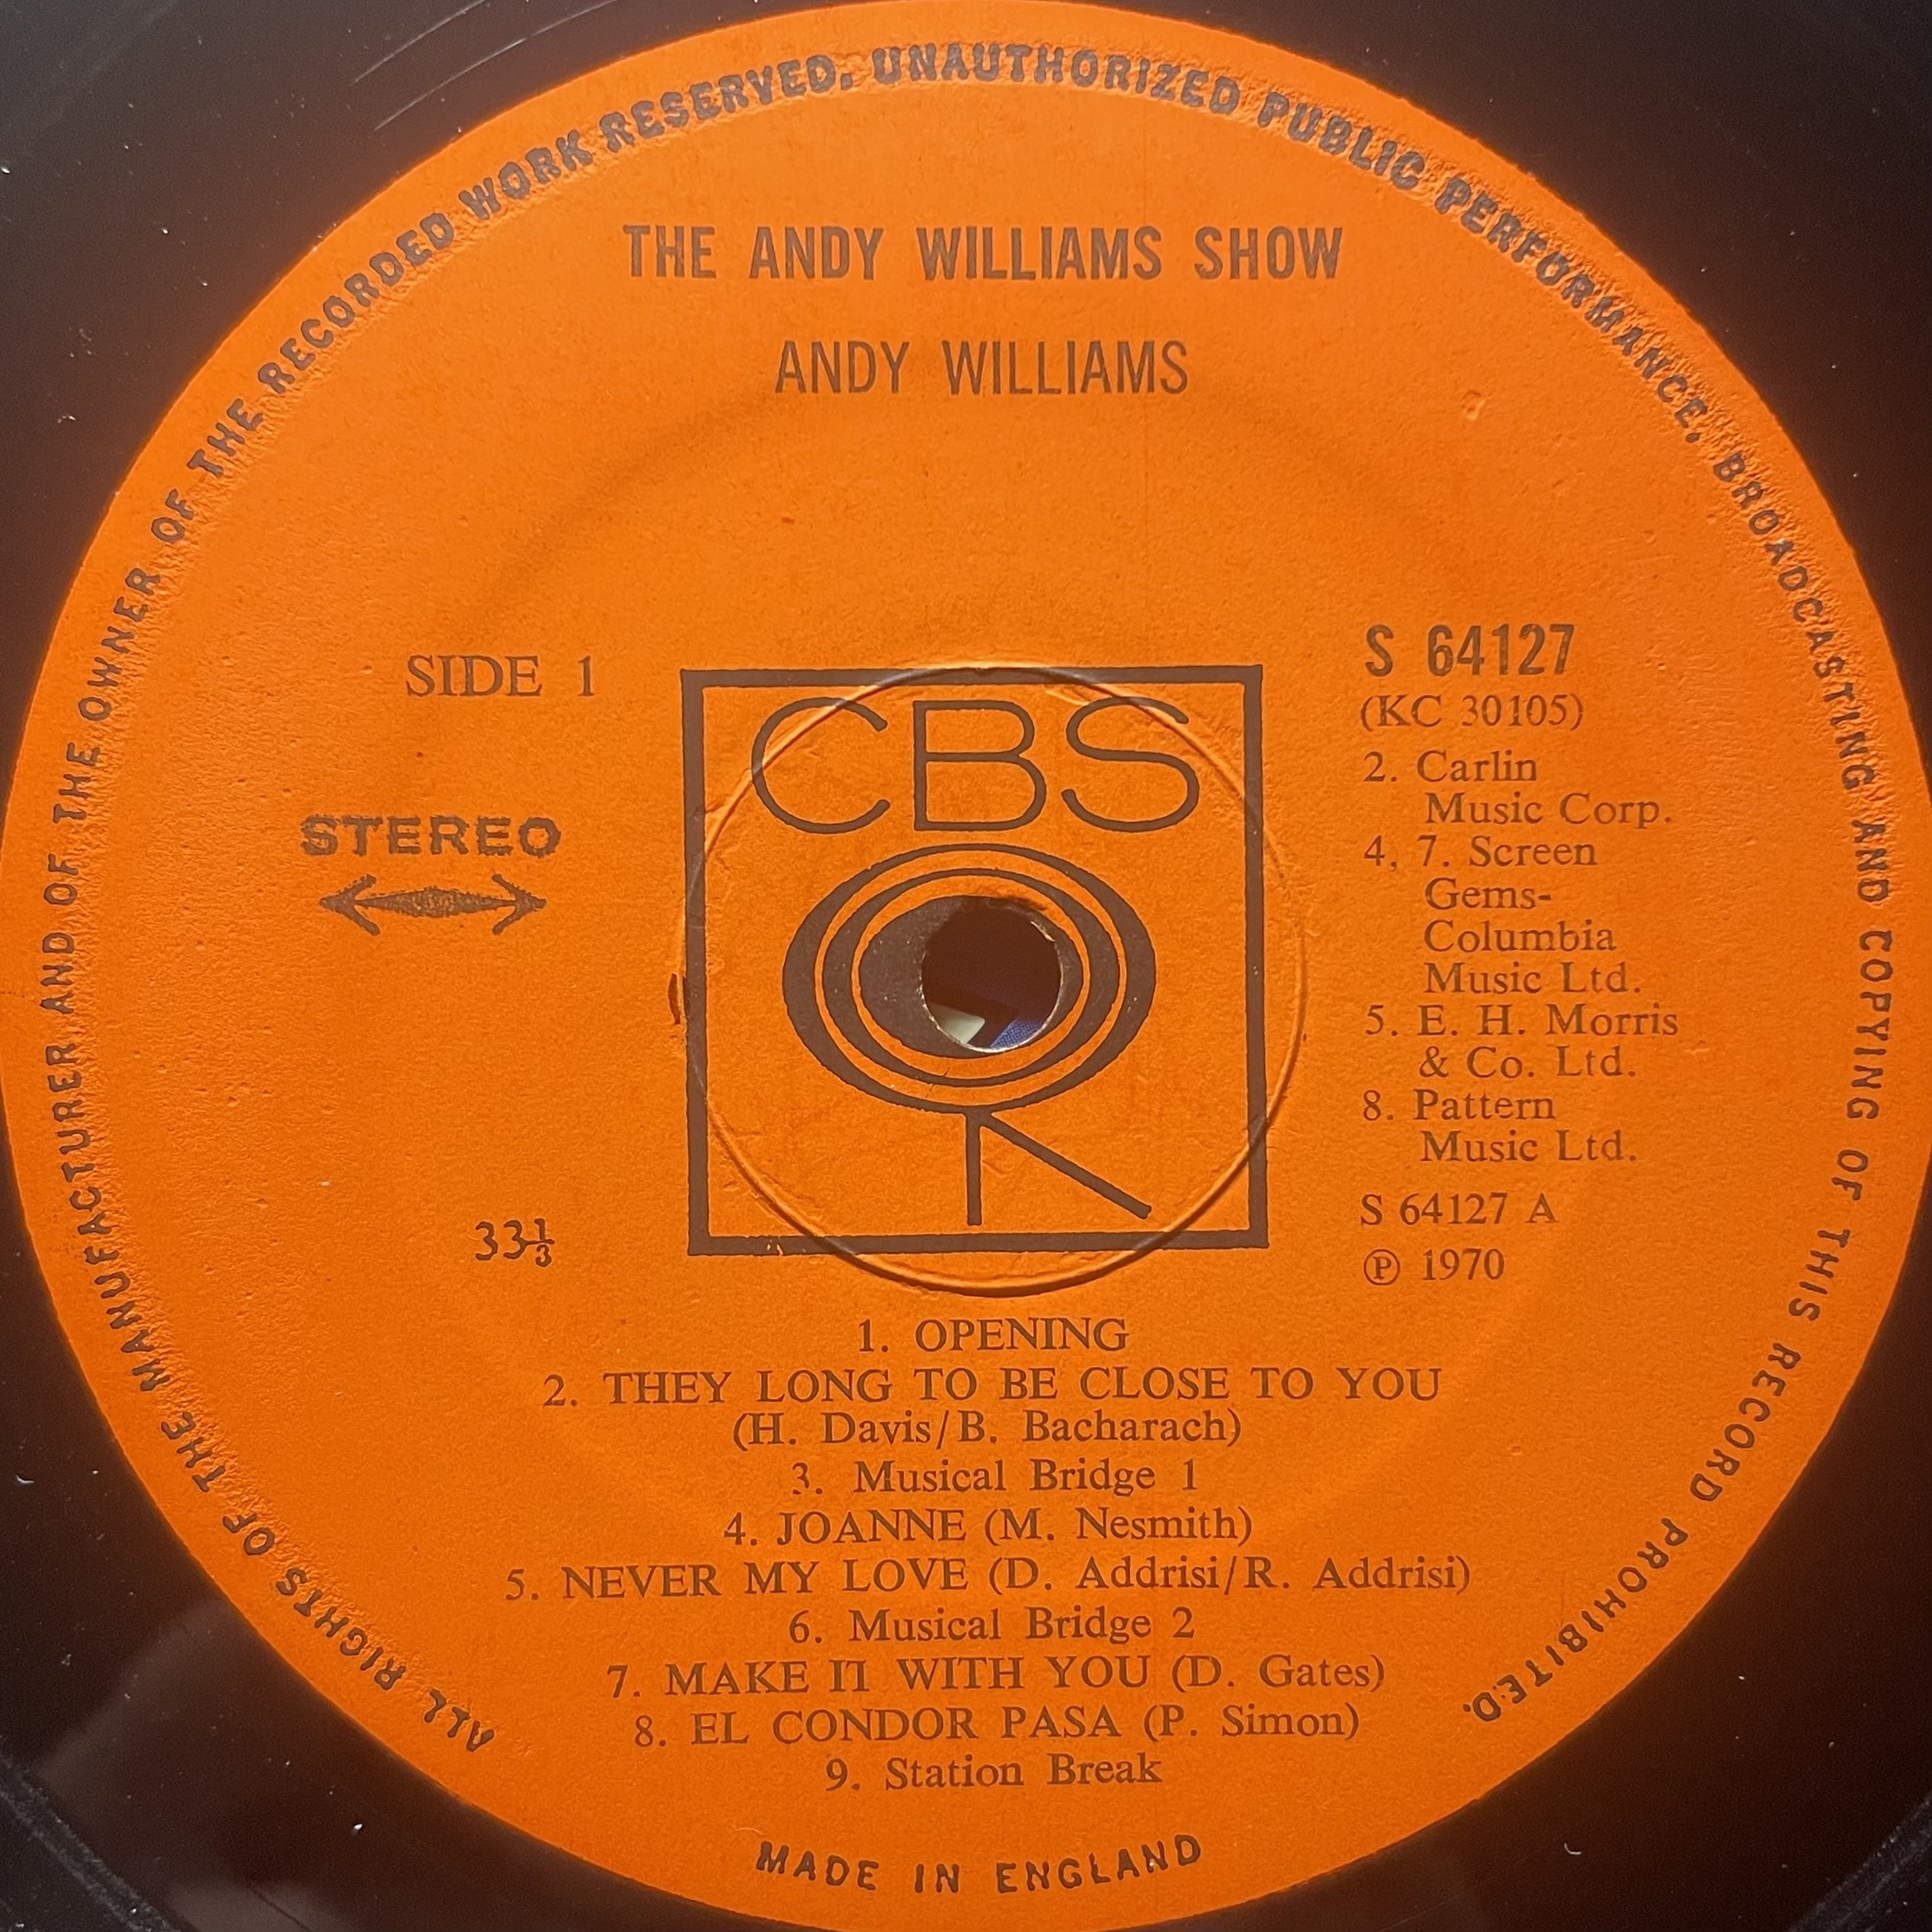 ALL RIGHTS OF THE MANUFACTURER AND OF THE OWNER OF THE RECORDED WORK RESERVED. UNAUTHORIZED PUBLIC PERFORMANCE, BROADCASTING AND COPYING OF THIS RECORD PROHIBITED.
THE ANDY WILLIAMS SHOW
ANDY WILLIAMS
SIDE 1
STEREO
33⅓
CBS
S 64127
(KC 30105)
2. Carlin
Music Corp.
4, 7. Screen
Gems-
Columbia
Music Ltd.
5. E. H. Morris
& Co. Ltd.
8. Pattern
Music Ltd.
S 64127 A
Ⓟ 1970
1. OPENING
2. THEY LONG TO BE CLOSE TO YOU
(H. Davis/B. Bacharach)
3. Musical Bridge 1
4. JOANNE (M. Nesmith)
5. NEVER MY LOVE (D. Addrisi/R. Addrisi)
6. Musical Bridge 2
7. MAKE IT WITH YOU (D. Gates)
8. EL CONDOR PASA (P. Simon)
9. Station Break
MADE IN ENGLAND